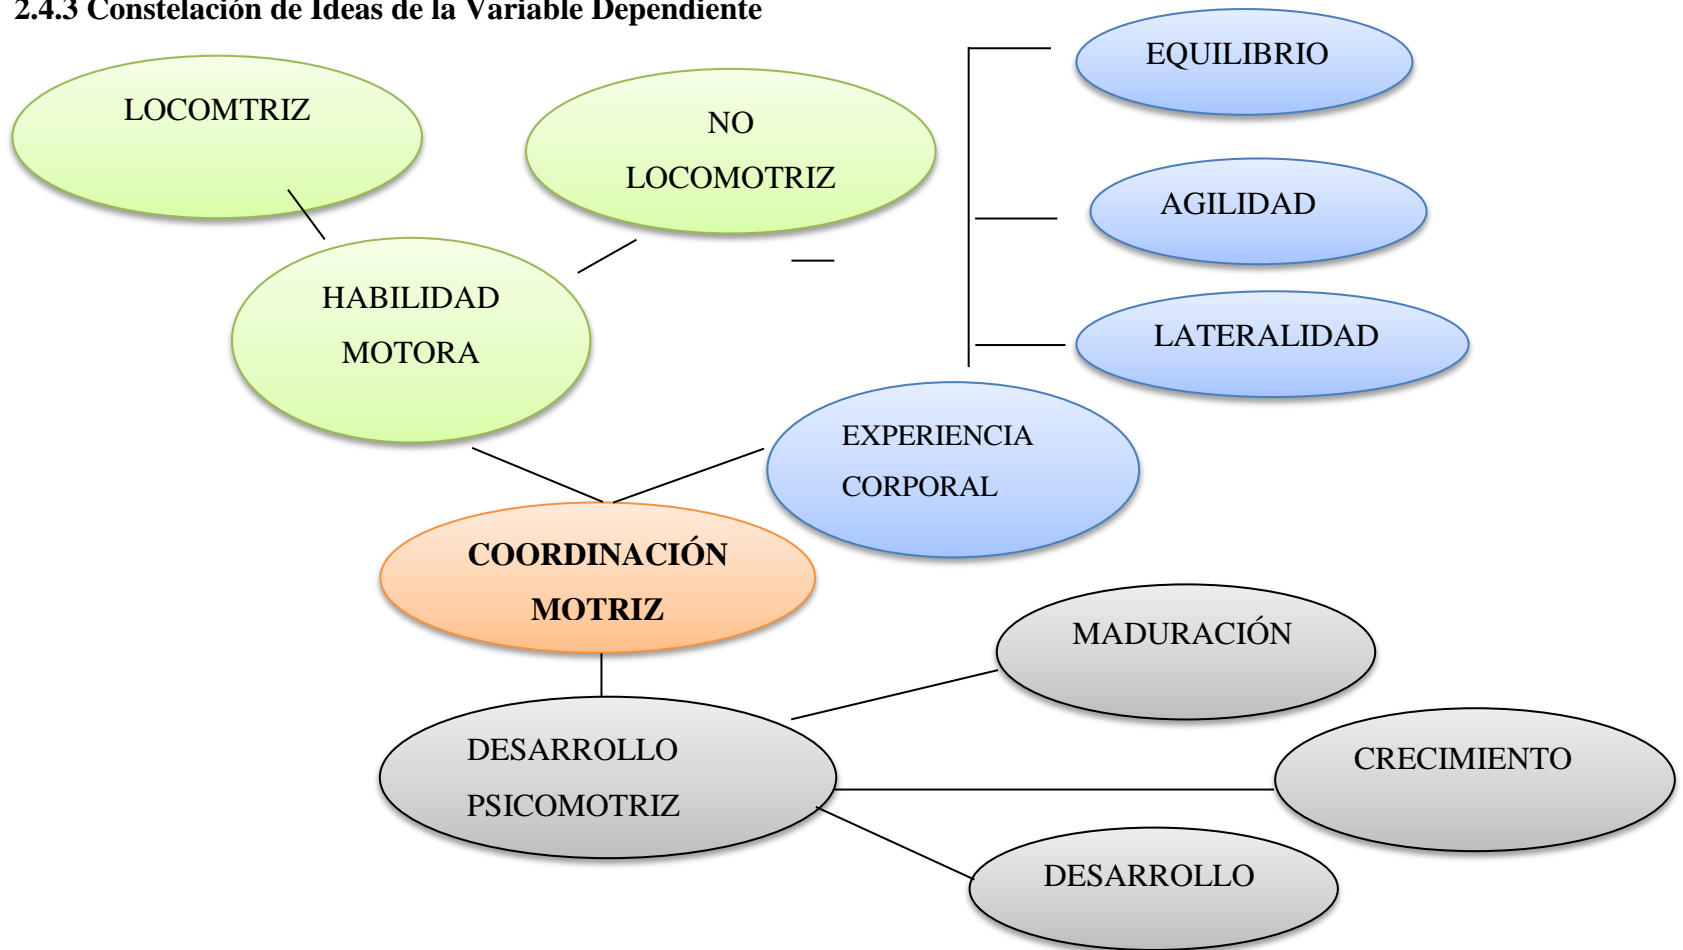 2.4.3 Constelación de Ideas de la Variable Dependiente
EQUILIBRIO
LOCOMTRIZ
NO
LOCOMOTRIZ
AGILIDAD
HABILIDAD
MOTORA
LATERALIDAD
EXPERIENCIA
CORPORAL
COORDINACIÓN
MOTRIZ
MADURACIÓN
DESARROLLO
PSICOMOTRIZ
CRECIMIENTO
DESARROLLO